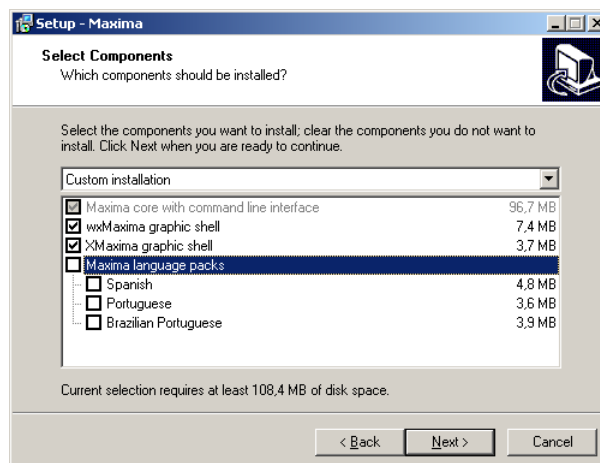 Setup - Maxima
Select Components
Which components should be installed?
Select the components you want to install; clear the components you do not want to
install. Click Next when you are ready to continue.
Custom installation
Maxima core with command line interface 96,7 MB
wxMaxima graphic shell 7,4 MB
XMaxima graphic shell 3,7 MB
Maxima language packs
Spanish 4,8 MB
Portuguese 3,6 MB
Brazilian Portuguese 3,9 MB
Current selection requires at least 108,4 MB of disk space.
< Back Next > Cancel